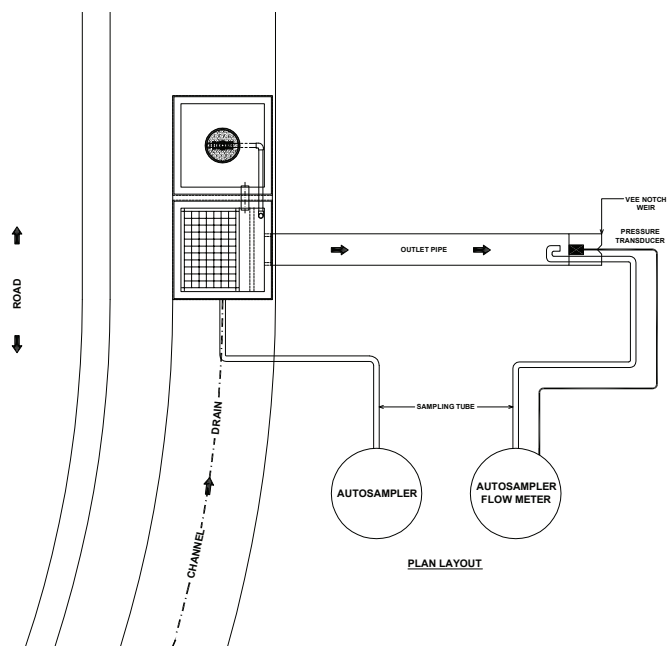 VEE NOTCH
WEIR
PRESSURE
TRANSDUCER
OUTLET PIPE
ROAD
SAMPLING TUBE
DRAIN
CHANNEL
AUTOSAMPLER
AUTOSAMPLER
FLOW METER
PLAN LAYOUT